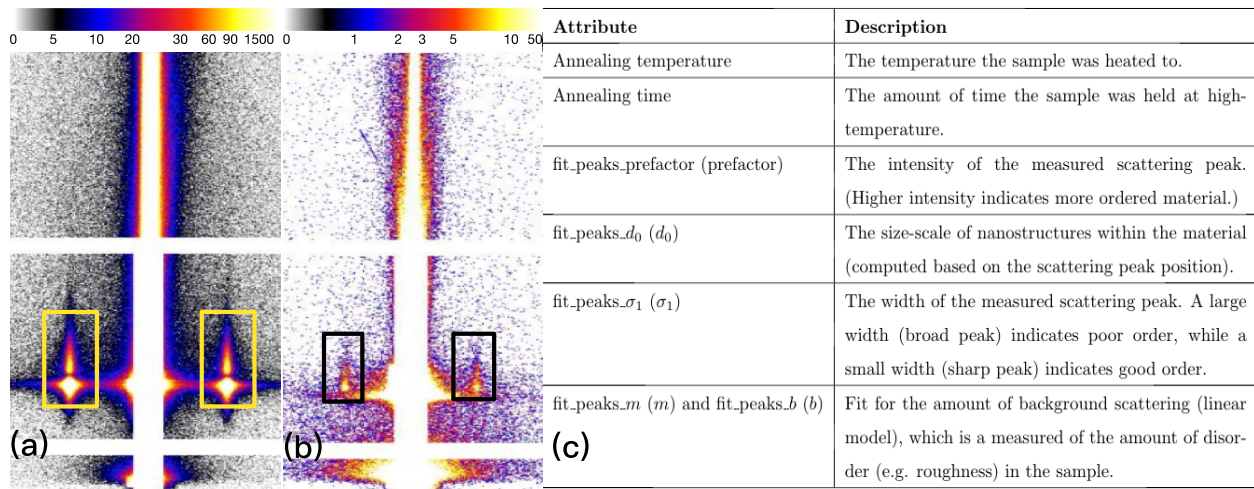 0 5 10 20 30 60 90 1500
0 1 2 3 5 10 50
(a)
(b)
(c)
Attribute Description
Annealing temperature The temperature the sample was heated to.
Annealing time The amount of time the sample was held at high-
temperature.
fit_peaks_prefactor (prefactor) The intensity of the measured scattering peak.
(Higher intensity indicates more ordered material.)
fit_peaks_d₀ (d₀) The size-scale of nanostructures within the material
(computed based on the scattering peak position).
fit_peaks_σ₁ (σ₁) The width of the measured scattering peak. A large
width (broad peak) indicates poor order, while a
small width (sharp peak) indicates good order.
fit_peaks_m (m) and fit_peaks_b (b) Fit for the amount of background scattering (linear
model), which is a measured of the amount of disor-
der (e.g. roughness) in the sample.